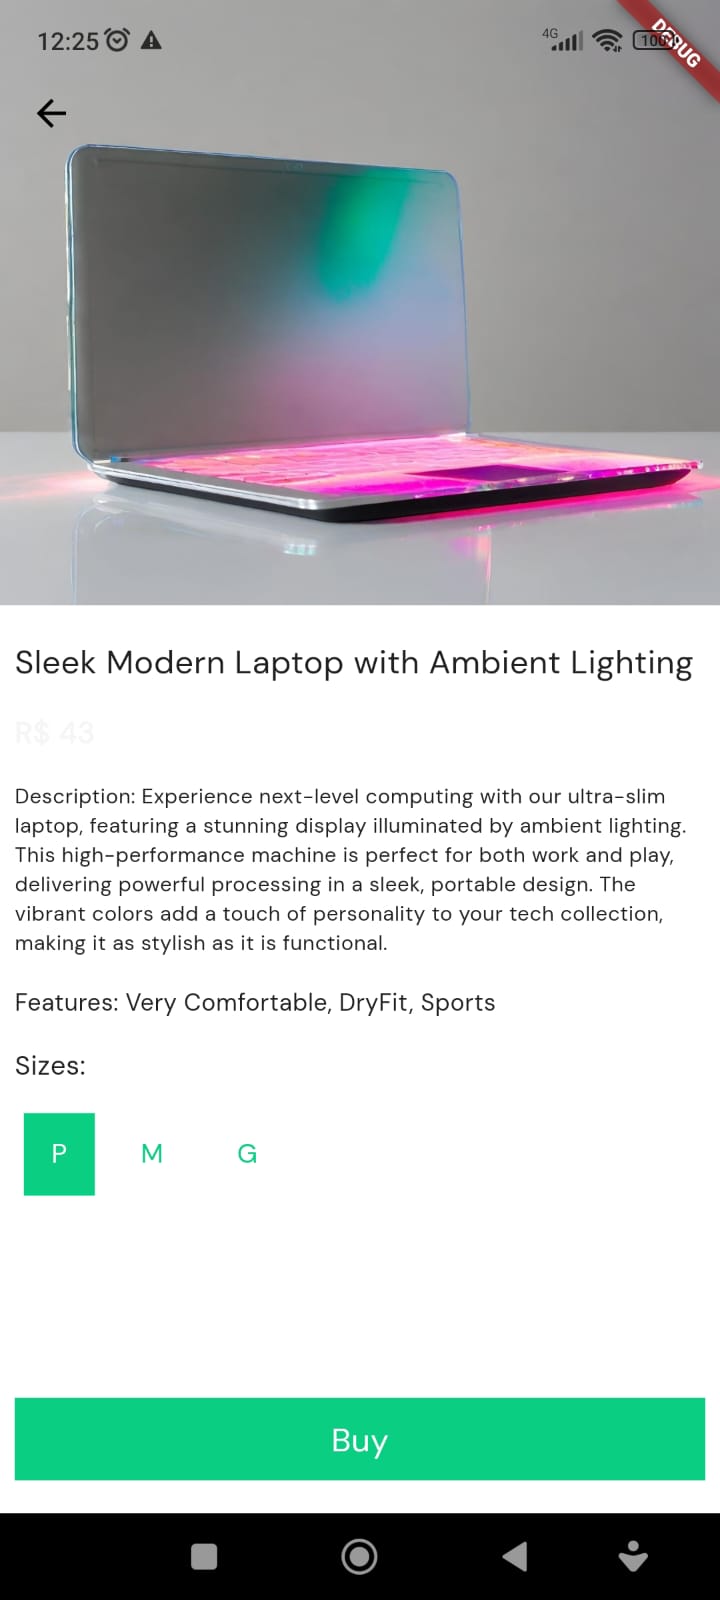 12:25
4G
100
DEBUG
Sleek Modern Laptop with Ambient Lighting
R$ 43
Description: Experience next-level computing with our ultra-slim
laptop, featuring a stunning display illuminated by ambient lighting.
This high-performance machine is perfect for both work and play,
delivering powerful processing in a sleek, portable design. The
vibrant colors add a touch of personality to your tech collection,
making it as stylish as it is functional.
Features: Very Comfortable, DryFit, Sports
Sizes:
P M G
Buy